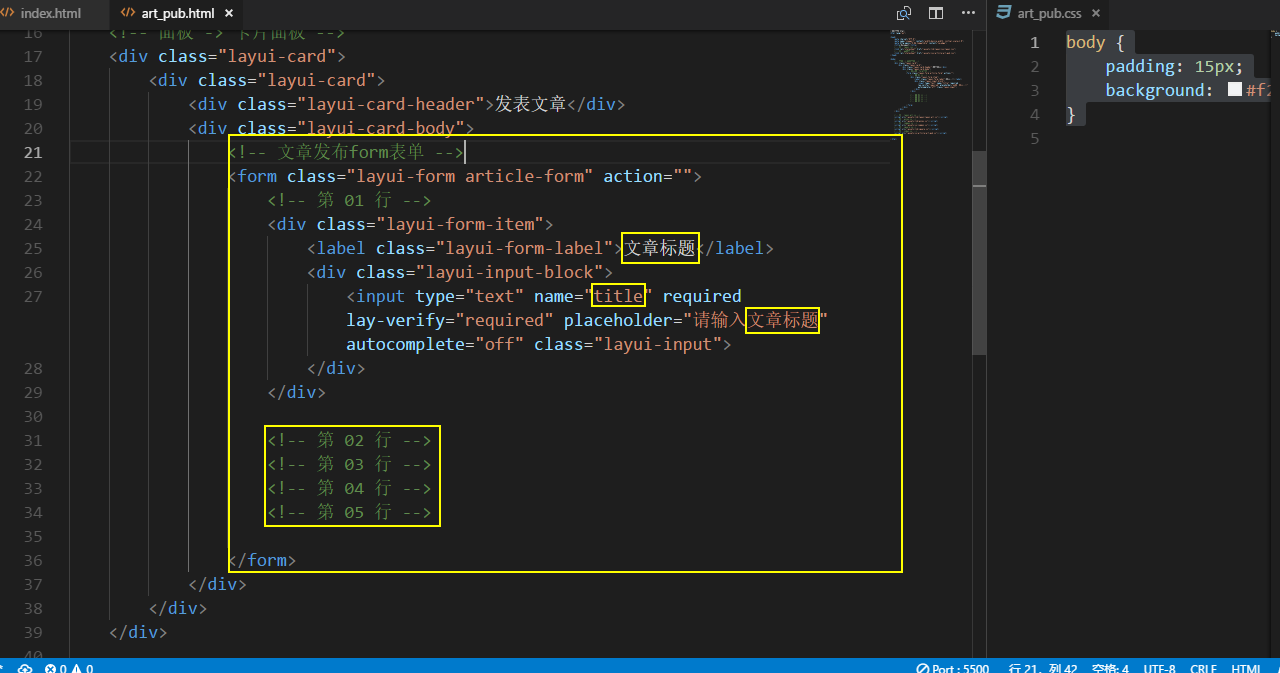 index.html
art_pub.html ×
art_pub.css ×
16 <!-- 面板 -> 卡片面板 -->
17 <div class="layui-card">
18 <div class="layui-card">
19 <div class="layui-card-header">发表文章</div>
20 <div class="layui-card-body">
21 <!-- 文章发布form表单 -->
22 <form class="layui-form article-form" action="">
23 <!-- 第 01 行 -->
24 <div class="layui-form-item">
25 <label class="layui-form-label">文章标题</label>
26 <div class="layui-input-block">
27 <input type="text" name="title" required
lay-verify="required" placeholder="请输入文章标题"
autocomplete="off" class="layui-input">
28 </div>
29 </div>
30
31 <!-- 第 02 行 -->
32 <!-- 第 03 行 -->
33 <!-- 第 04 行 -->
34 <!-- 第 05 行 -->
35
36 </form>
37 </div>
38 </div>
39 </div>
40
1 body {
2 padding: 15px;
3 background: #f2
4 }
5
0 0 Port : 5500 行 21，列 42 空格: 4 UTF-8 CRLF HTML